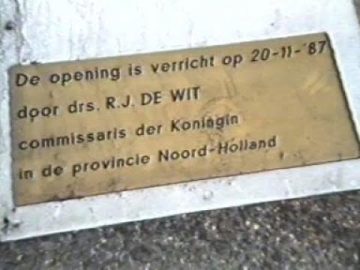 De opening is verricht op 20-11-'87
door drs. R.J. DE WIT
commissaris der Koningin
in de provincie Noord-Holland